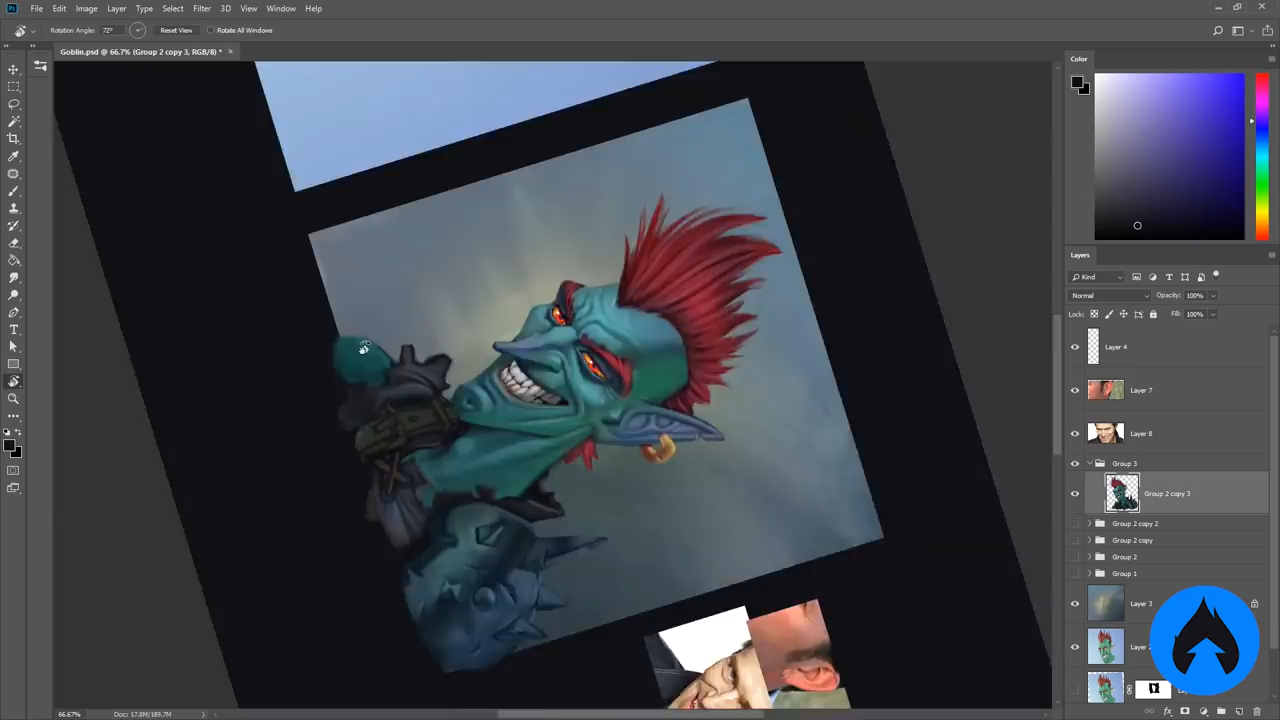 Ps File Edit Image Layer Type Select Filter 3D View Window Help
Rotation Angle: 72° Reset View Rotate All Windows
Goblin.psd @ 66.7% (Group 2 copy 3, RGB/8) *
Color
Layers
Kind
Normal Opacity: 100%
Lock: Fill: 100%
Layer 4
Layer 7
Layer 8
Group 3
Group 2 copy 3
Group 2 copy 2
Group 2 copy
Group 2
Group 1
Layer 3
66.67% Doc: 17.8M/189.7M